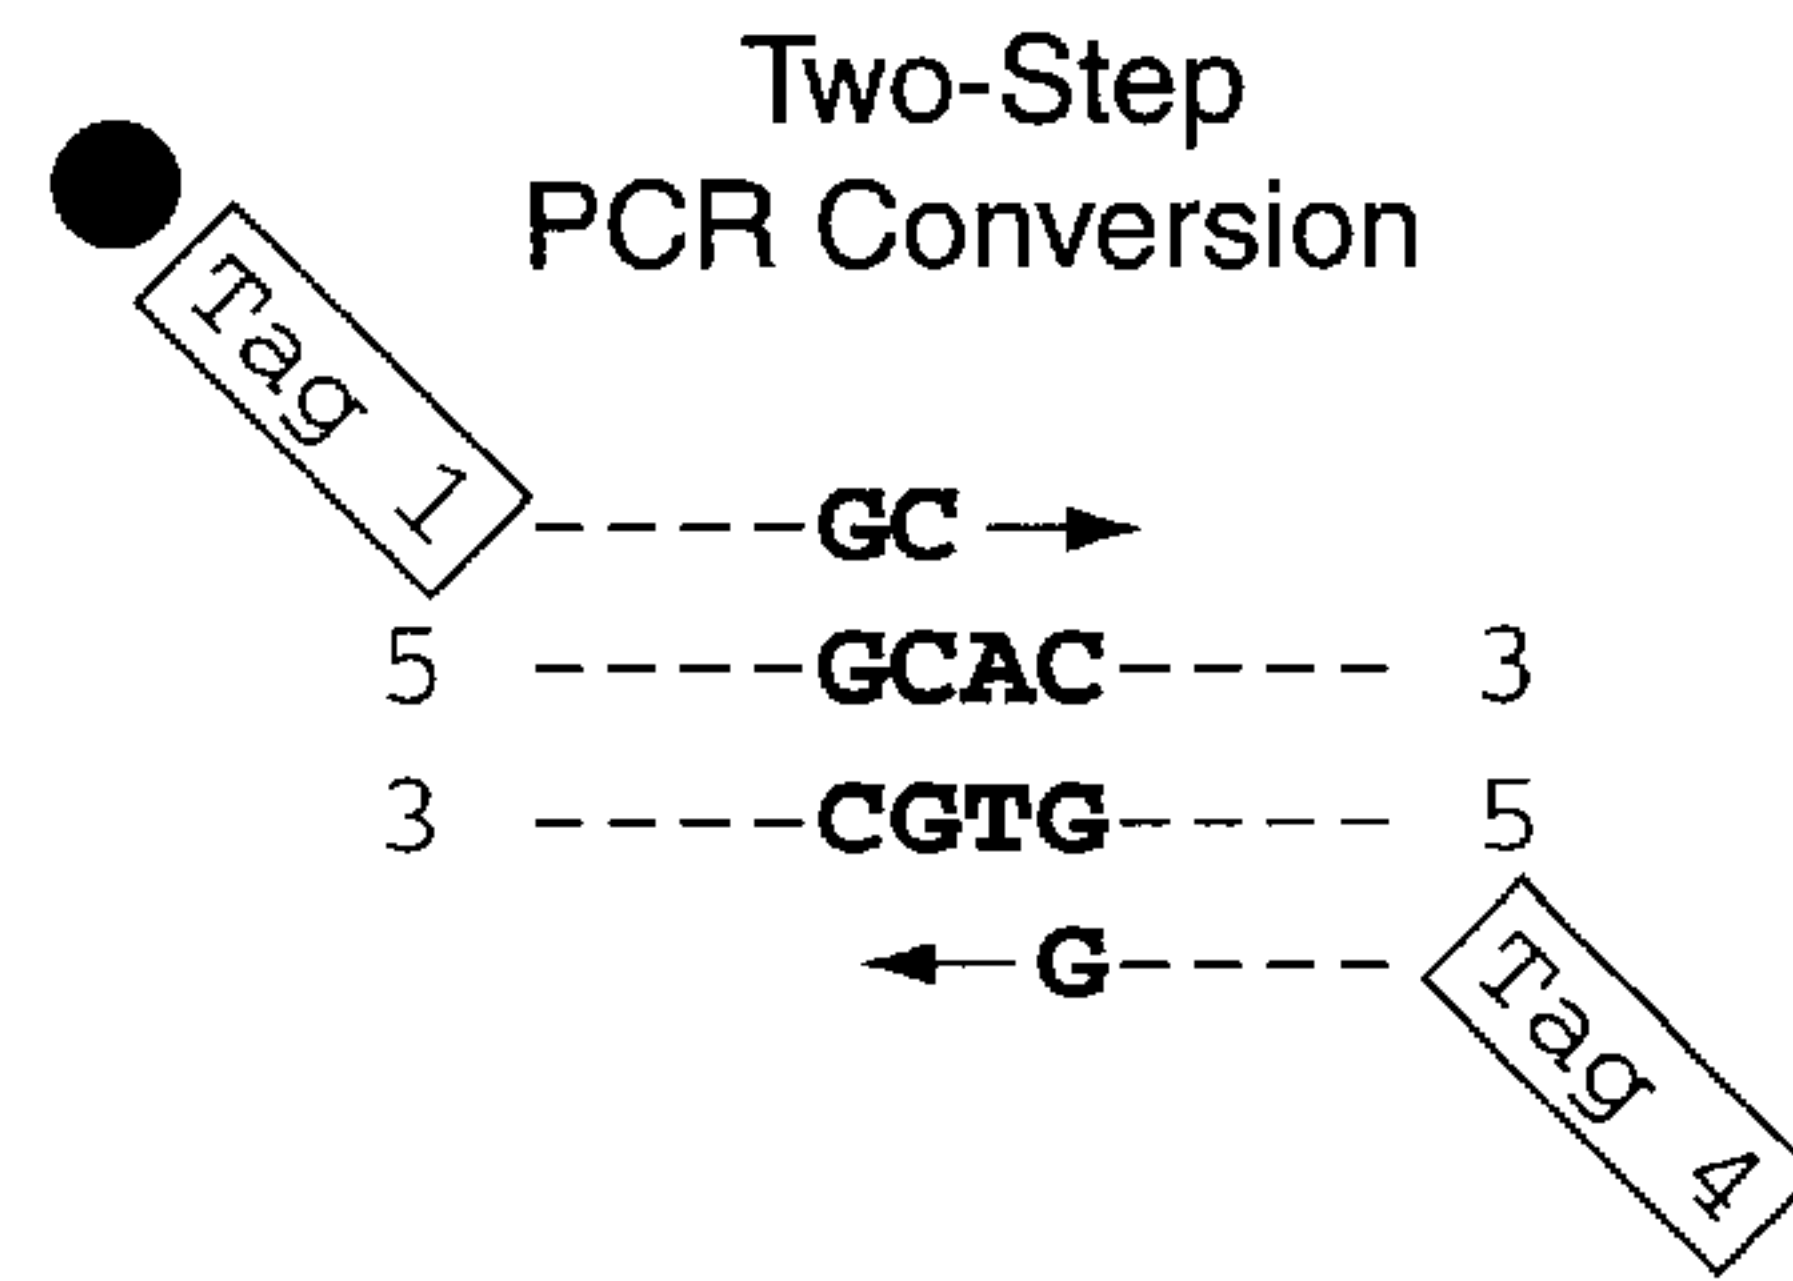 Two-Step
PCR Conversion
Tag 1
----GC
5 ----GCAC---- 3
3 ----CGTG---- 5
G----
Tag 4